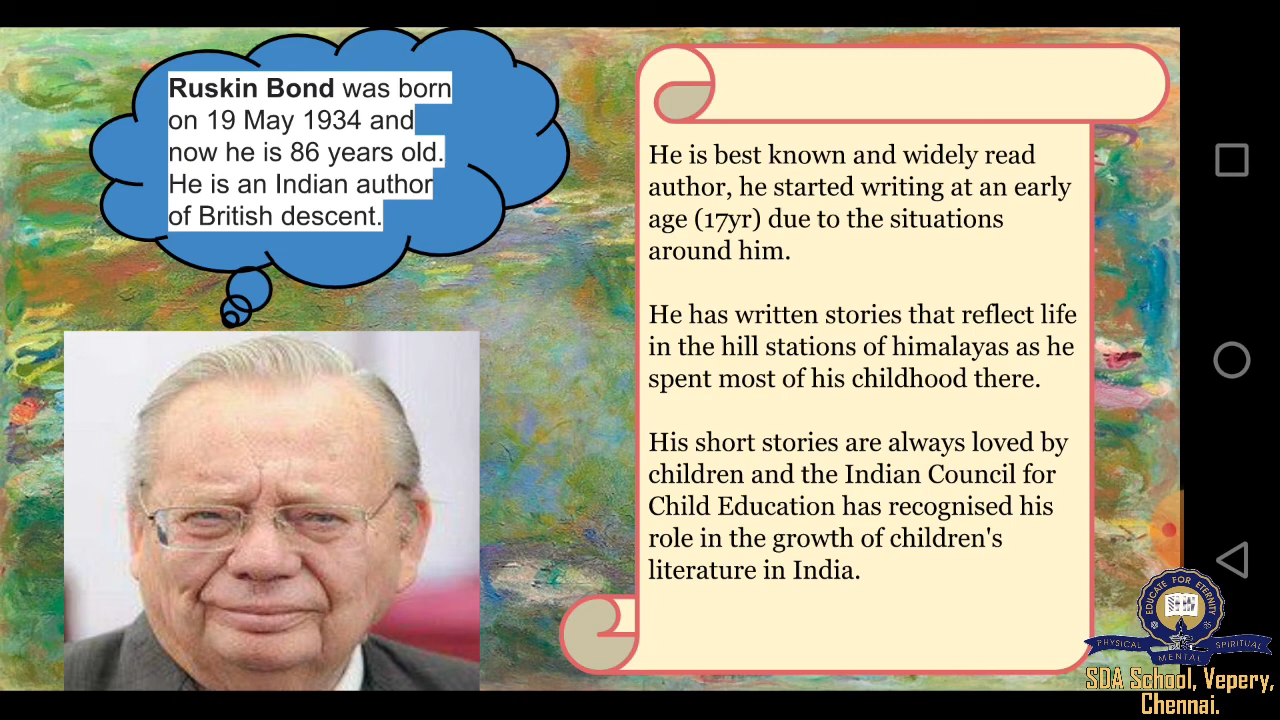 Ruskin Bond was born
on 19 May 1934 and
now he is 86 years old.
He is an Indian author
of British descent.
He is best known and widely read
author, he started writing at an early
age (17yr) due to the situations
around him.
He has written stories that reflect life
in the hill stations of himalayas as he
spent most of his childhood there.
His short stories are always loved by
children and the Indian Council for
Child Education has recognised his
role in the growth of children's
literature in India.
EDUCATE FOR ETERNITY
PHYSICAL
MENTAL
SPIRITUAL
SDA School, Vepery,
Chennai.